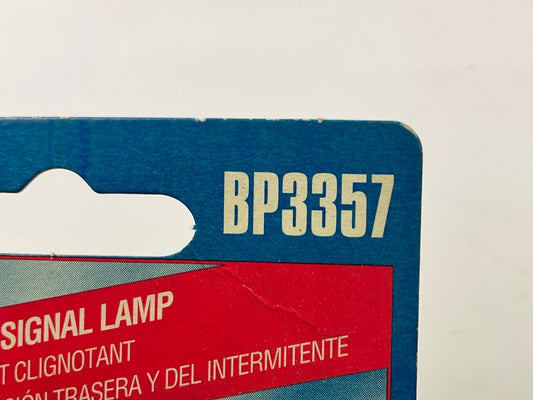 BP3357
SIGNAL LAMP
T CLIGNOTANT
IÓN TRASERA Y DEL INTERMITENTE